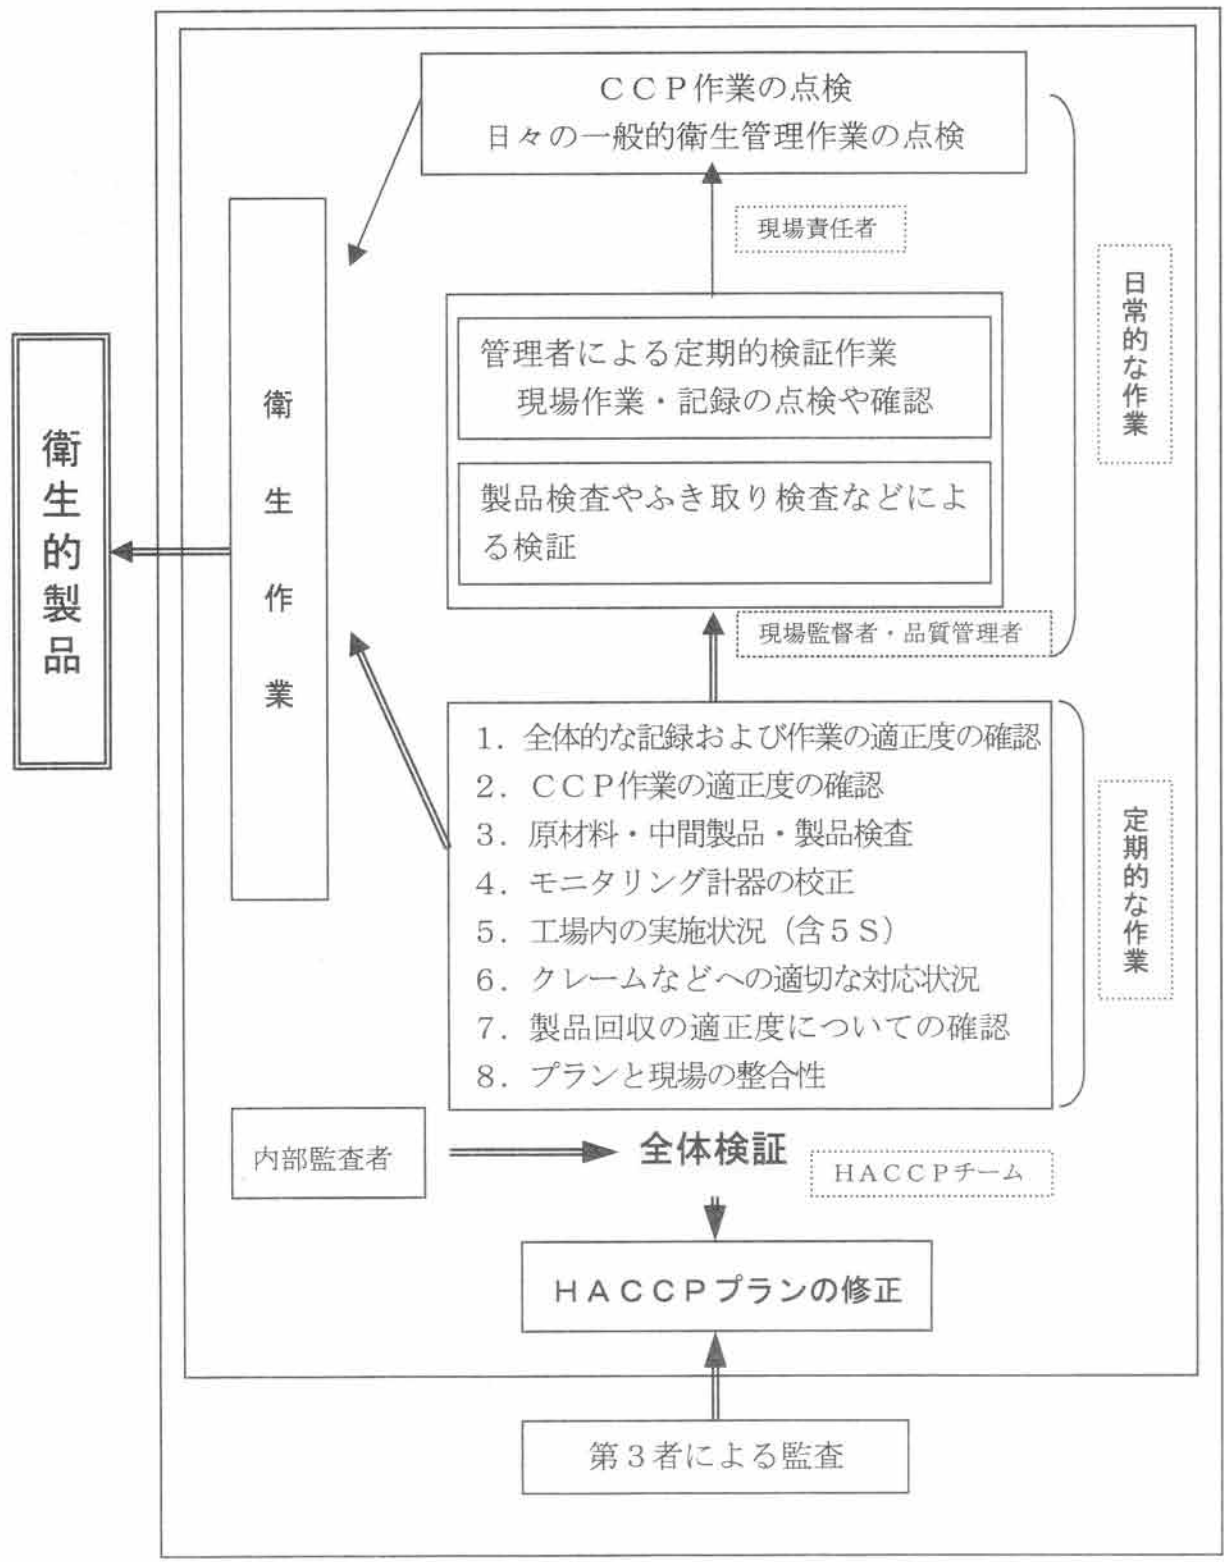 ＣＣＰ作業の点検
日々の一般的衛生管理作業の点検
現場責任者
日常的な作業
管理者による定期的検証作業
現場作業・記録の点検や確認
製品検査やふき取り検査などによ
る検証
現場監督者・品質管理者
衛生作業
衛生的製品
１．全体的な記録および作業の適正度の確認
２．ＣＣＰ作業の適正度の確認
３．原材料・中間製品・製品検査
４．モニタリング計器の校正
５．工場内の実施状況（含５Ｓ）
６．クレームなどへの適切な対応状況
７．製品回収の適正度についての確認
８．プランと現場の整合性
定期的な作業
内部監査者
全体検証
ＨＡＣＣＰチーム
ＨＡＣＣＰプランの修正
第３者による監査